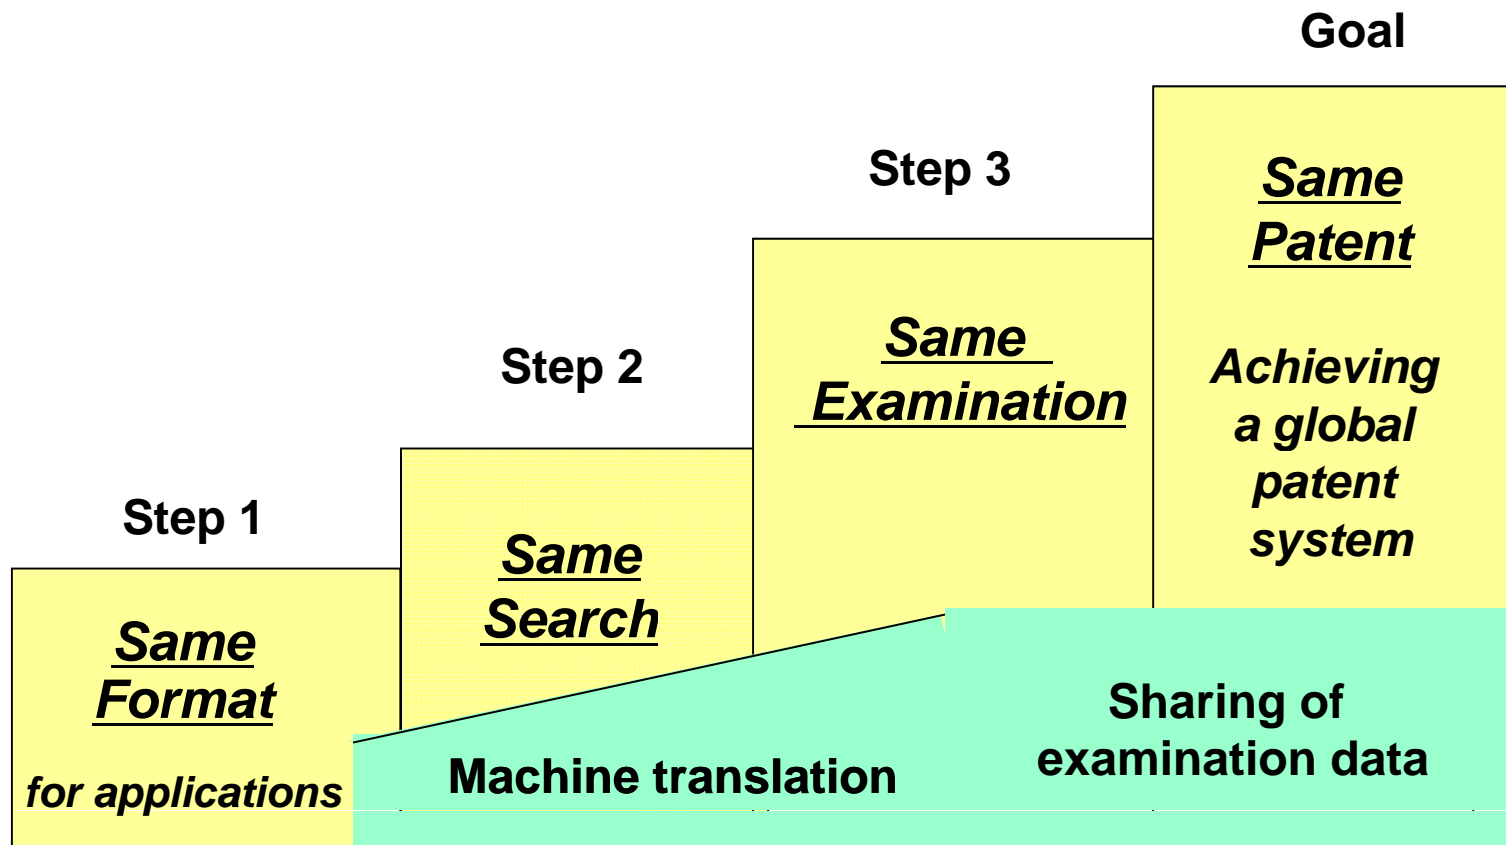 Step 1
Same
Format
for applications
Step 2
Same
Search
Step 3
Same
Examination
Goal
Same
Patent
Achieving
a global
patent
system
Machine translation
Sharing of
examination data